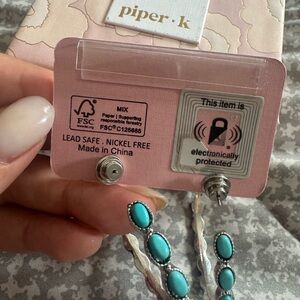 piper·k
MIX
Paper | Supporting
responsible forestry
FSC® C125665
FSC
LEAD SAFE . NICKEL FREE
Made in China
This item is
electronically
protected